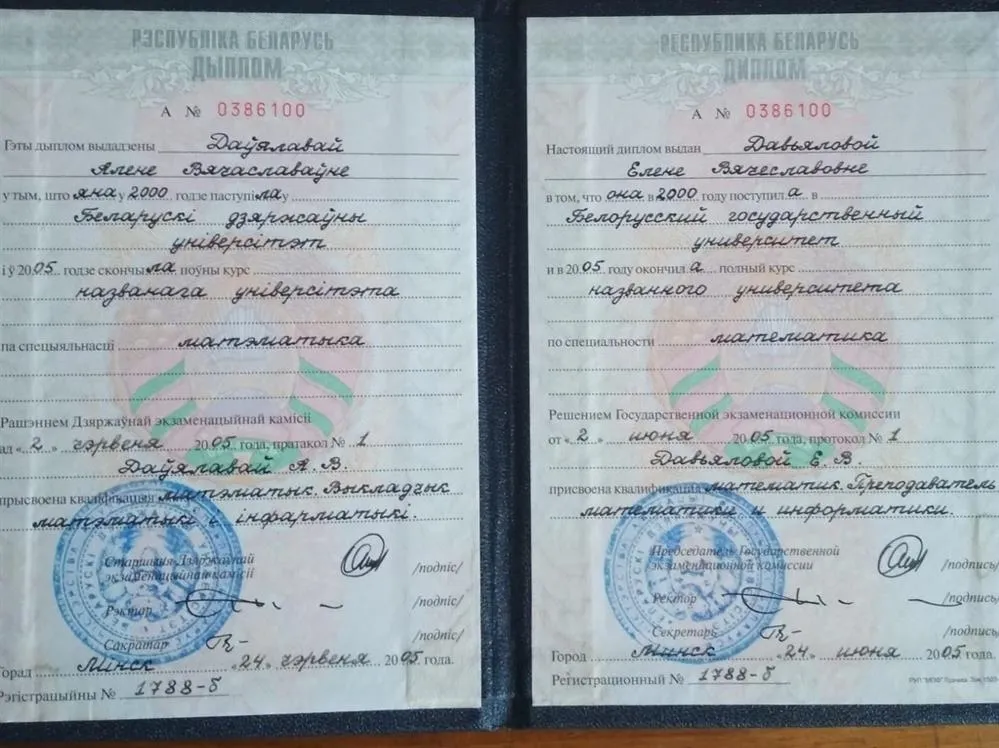 РЭСПУБЛІКА БЕЛАРУСЬ
ДЫПЛОМ
А № 0386100
Гэты дыплом выдадзены Даўялавай
Алене Вячаславаўне
у тым, што яна у 2000 годзе паступіла у
Беларускі дзяржаўны
універсітэт
і ў 2005 годзе скончыла поўны курс
названага універсітэта
па спецыяльнасці матэматыка
Рашэннем Дзяржаўнай экзаменацыйнай камісіі
ад «2» чэрвеня 2005 года, пратакол № 1
Даўялавай А. В.
прысвоена кваліфікацыя матэматык. Выкладчык
матэматыкі і інфарматыкі.
Старшыня Дзяржаўнай
экзаменацыйнай камісіі /подпіс/
Рэктар /подпіс/
Сакратар /подпіс/
Горад Мінск «24» чэрвеня 2005 года.
Рэгістрацыйны № 1788-б
РЕСПУБЛИКА БЕЛАРУСЬ
ДИПЛОМ
А № 0386100
Настоящий диплом выдан Давьяловой
Елене Вячеславовне
в том, что она в 2000 году поступила в
Белорусский государственный
университет
и в 2005 году окончила полный курс
названного университета
по специальности математика
Решением Государственной экзаменационной комиссии
от «2» июня 2005 года, протокол № 1
Давьяловой Е. В.
присвоена квалификация математик. Преподаватель
математики и информатики.
Председатель Государственной
экзаменационной комиссии /подпись/
Ректор /подпись/
Секретарь /подпись/
Город Минск «24» июня 2005 года.
Регистрационный № 1788-б